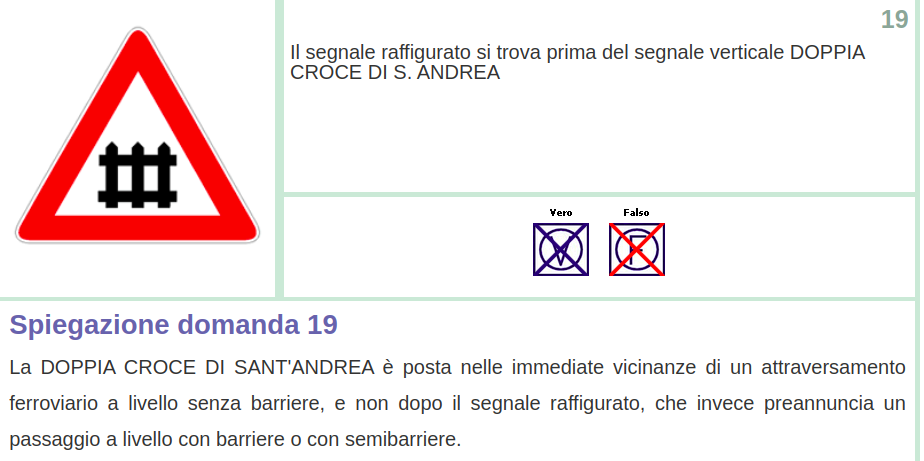 19
Il segnale raffigurato si trova prima del segnale verticale DOPPIA
CROCE DI S. ANDREA
Vero Falso
V F
Spiegazione domanda 19
La DOPPIA CROCE DI SANT'ANDREA è posta nelle immediate vicinanze di un attraversamento
ferroviario a livello senza barriere, e non dopo il segnale raffigurato, che invece preannuncia un
passaggio a livello con barriere o con semibarriere.